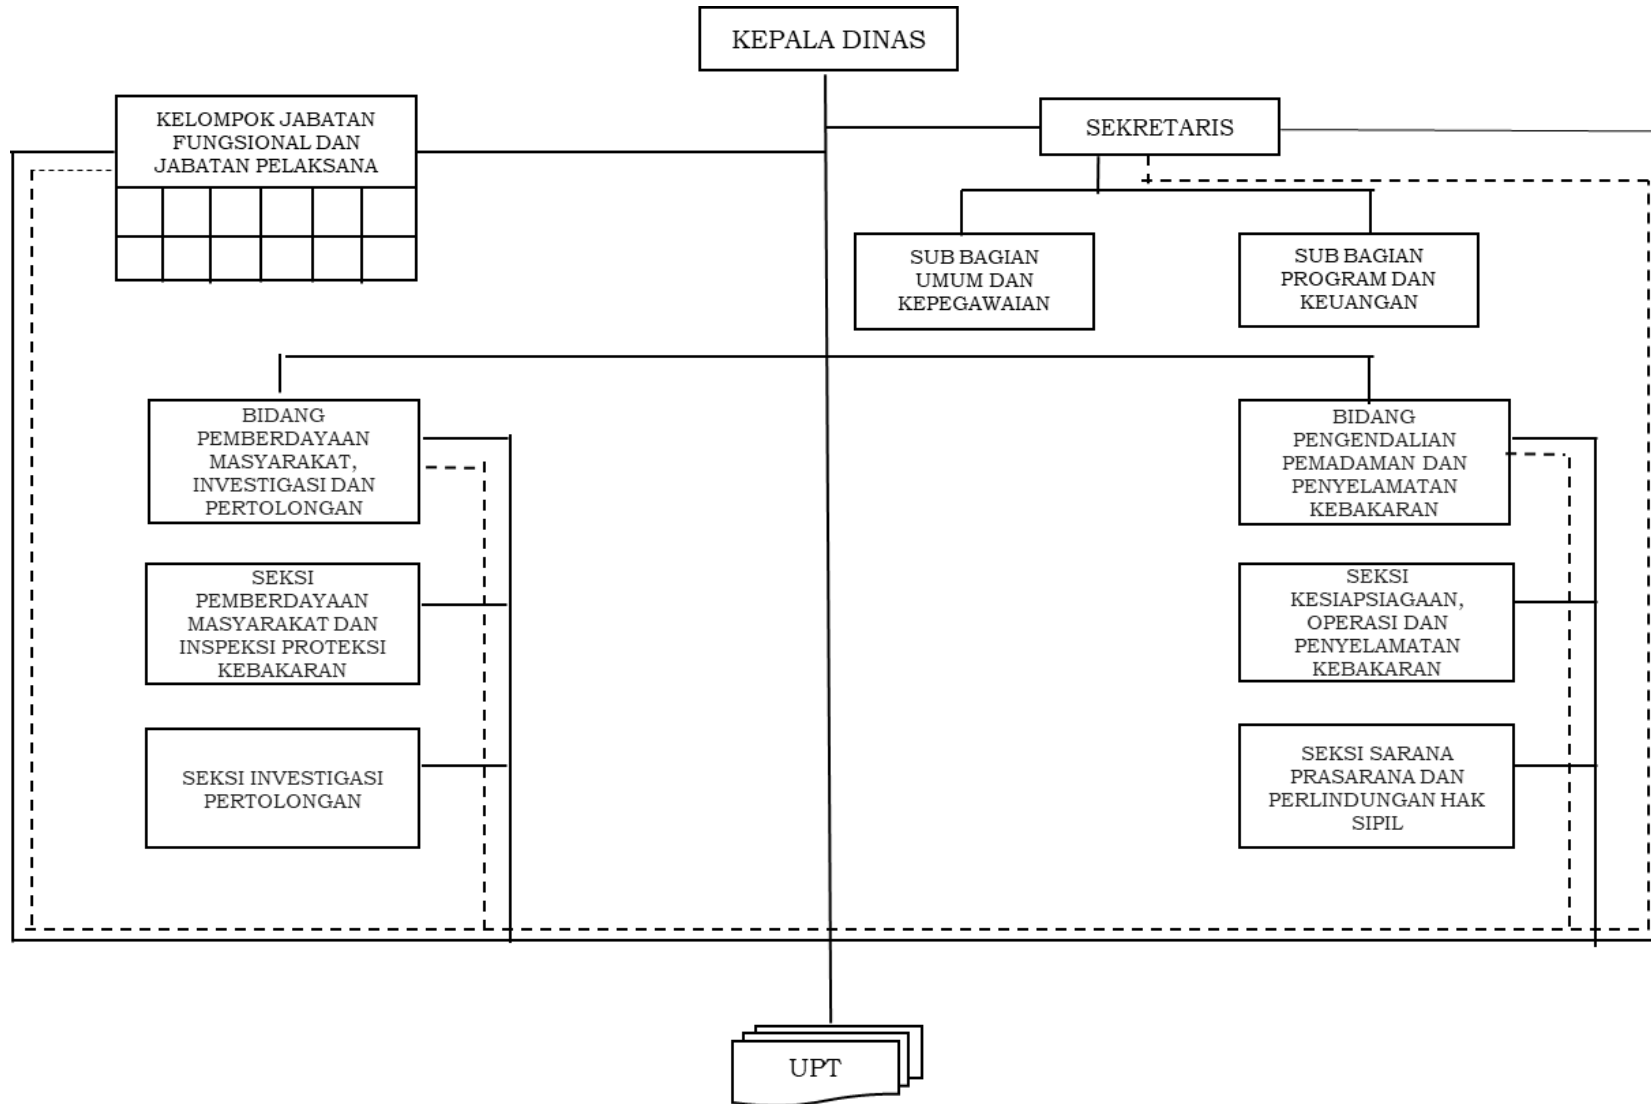 KEPALA DINAS
KELOMPOK JABATAN
FUNGSIONAL DAN
JABATAN PELAKSANA
SEKRETARIS
SUB BAGIAN
UMUM DAN
KEPEGAWAIAN
SUB BAGIAN
PROGRAM DAN
KEUANGAN
BIDANG
PEMBERDAYAAN
MASYARAKAT,
INVESTIGASI DAN
PERTOLONGAN
BIDANG
PENGENDALIAN
PEMADAMAN DAN
PENYELAMATAN
KEBAKARAN
SEKSI
PEMBERDAYAAN
MASYARAKAT DAN
INSPEKSI PROTEKSI
KEBAKARAN
SEKSI
KESIAPSIAGAAN,
OPERASI DAN
PENYELAMATAN
KEBAKARAN
SEKSI INVESTIGASI
PERTOLONGAN
SEKSI SARANA
PRASARANA DAN
PERLINDUNGAN HAK
SIPIL
UPT